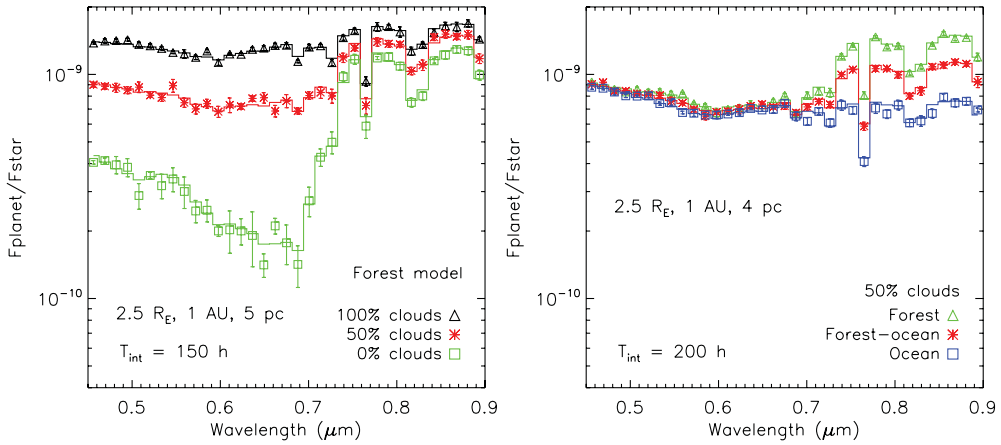 Fplanet/Fstar
10⁻⁹
10⁻¹⁰
Forest model
2.5 R_E, 1 AU, 5 pc
100% clouds
50% clouds
T_int = 150 h
0% clouds
0.5 0.6 0.7 0.8 0.9
Wavelength (μm)
Fplanet/Fstar
10⁻⁹
10⁻¹⁰
2.5 R_E, 1 AU, 4 pc
50% clouds
Forest
Forest-ocean
T_int = 200 h
Ocean
0.5 0.6 0.7 0.8 0.9
Wavelength (μm)